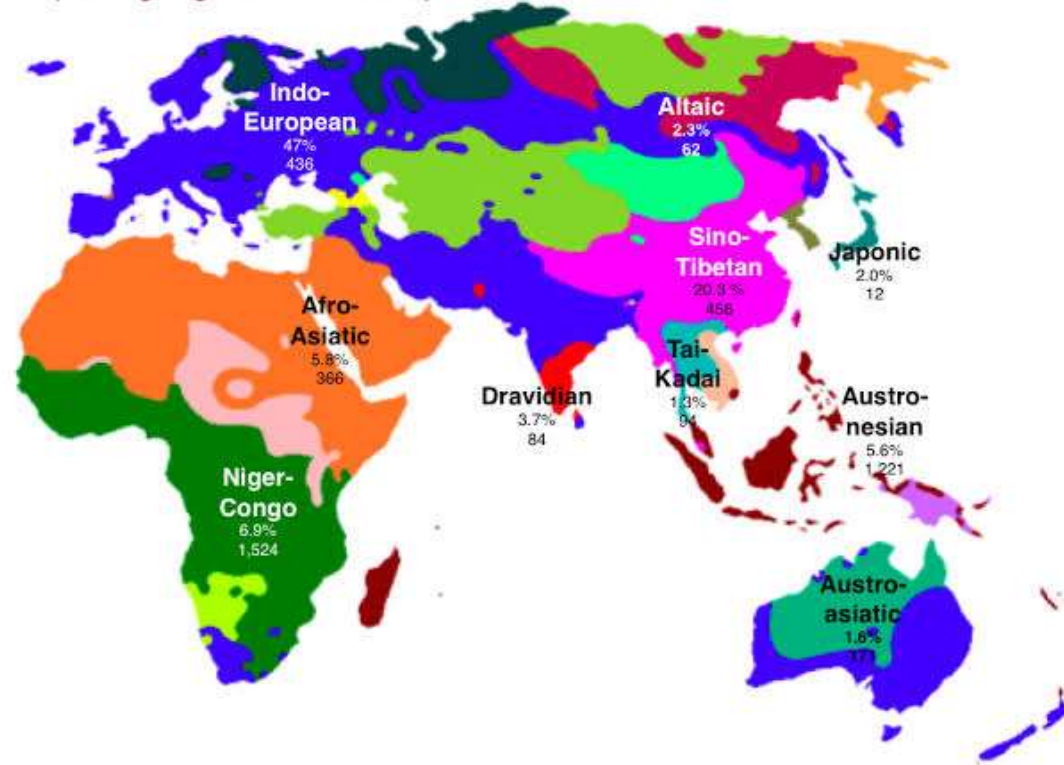 Indo-
European
47%
436
Altaic
2.3%
62
Sino-
Tibetan
20.3 %
456
Japonic
2.0%
12
Afro-
Asiatic
5.8%
366
Tai-
Kadai
1.3%
94
Dravidian
3.7%
84
Austro-
nesian
5.6%
1,221
Niger-
Congo
6.9%
1,524
Austro-
asiatic
1.6%